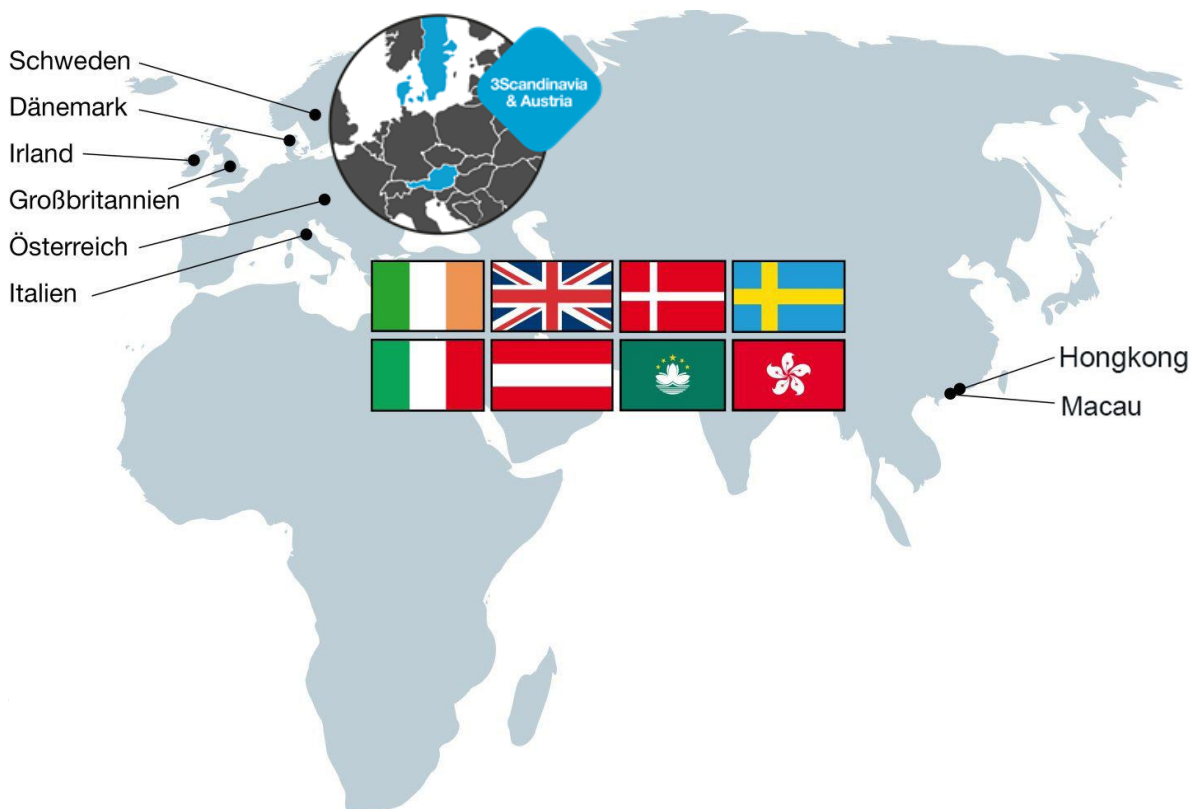 Schweden
Dänemark
Irland
Großbritannien
Österreich
Italien
3Scandinavia
& Austria
Hongkong
Macau